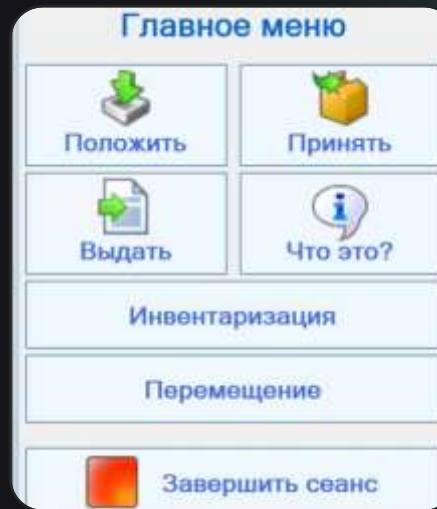 Главное меню
Положить
Принять
Выдать
Что это?
Инвентаризация
Перемещение
Завершить сеанс